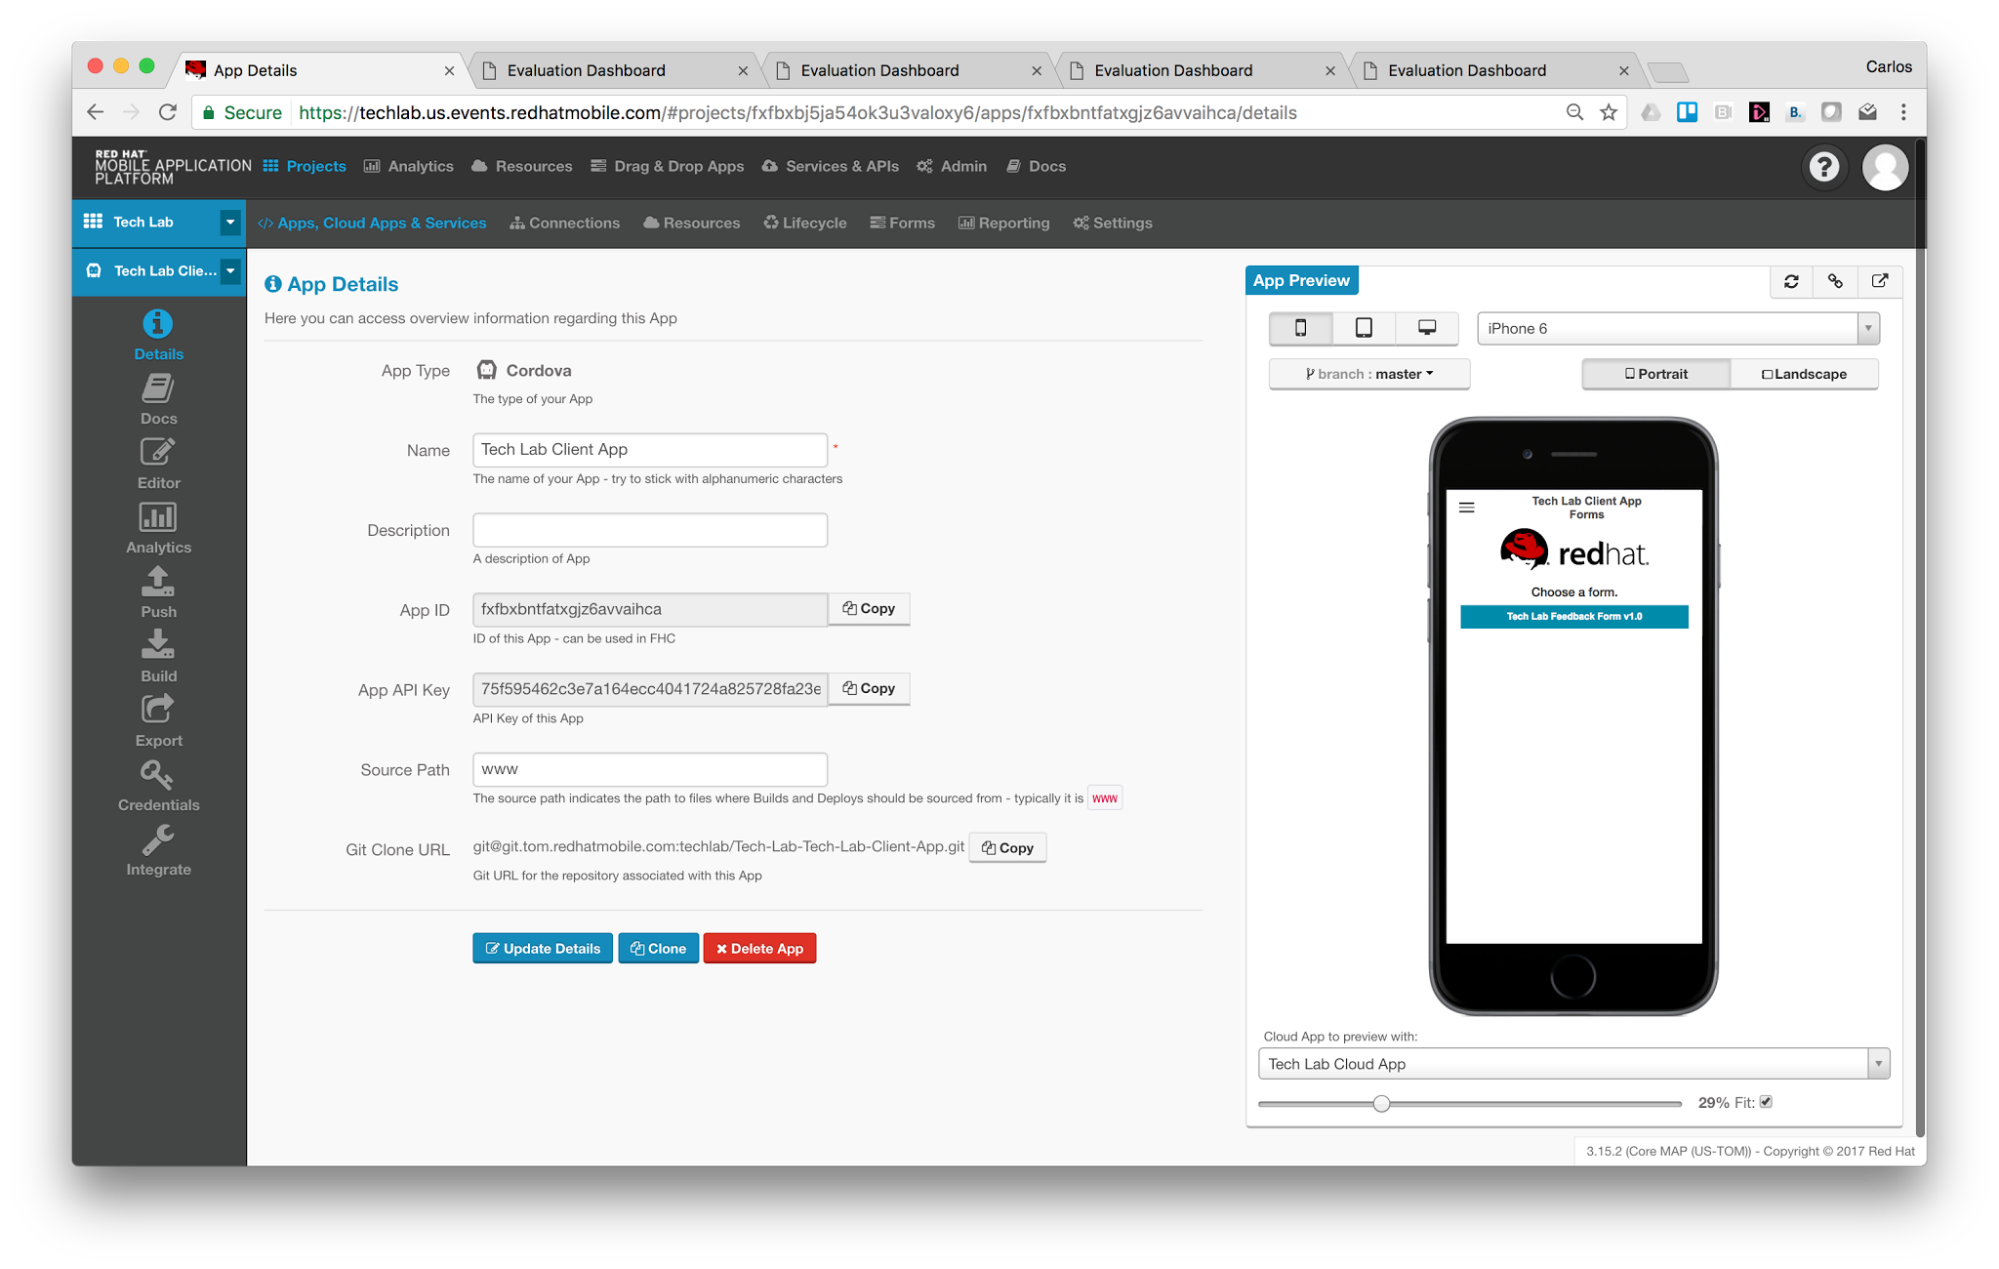 App Details
Evaluation Dashboard
Evaluation Dashboard
Evaluation Dashboard
Evaluation Dashboard
Carlos
Secure
https://techlab.us.events.redhatmobile.com/#projects/fxfbxbj5ja54ok3u3valoxy6/apps/fxfbxbntfatxgjz6avvaihca/details
B.
RED HAT
MOBILE APPLICATION
PLATFORM
Projects
Analytics
Resources
Drag & Drop Apps
Services & APIs
Admin
Docs
Tech Lab
Apps, Cloud Apps & Services
Connections
Resources
Lifecycle
Forms
Reporting
Settings
Tech Lab Clie...
Details
Docs
Editor
Analytics
Push
Build
Export
Credentials
Integrate
App Details
Here you can access overview information regarding this App
App Type
Cordova
The type of your App
Name
Tech Lab Client App
*
The name of your App - try to stick with alphanumeric characters
Description
A description of App
App ID
fxfbxbntfatxgjz6avvaihca
Copy
ID of this App - can be used in FHC
App API Key
75f595462c3e7a164ecc4041724a825728fa23e
Copy
API Key of this App
Source Path
www
The source path indicates the path to files where Builds and Deploys should be sourced from - typically it is www
Git Clone URL
git@git.tom.redhatmobile.com:techlab/Tech-Lab-Tech-Lab-Client-App.git
Copy
Git URL for the repository associated with this App
Update Details
Clone
Delete App
App Preview
iPhone 6
branch : master
Portrait
Landscape
Tech Lab Client App
Forms
redhat.
Choose a form.
Tech Lab Feedback Form v1.0
Cloud App to preview with:
Tech Lab Cloud App
29% Fit:
3.15.2 (Core MAP (US-TOM)) - Copyright © 2017 Red Hat